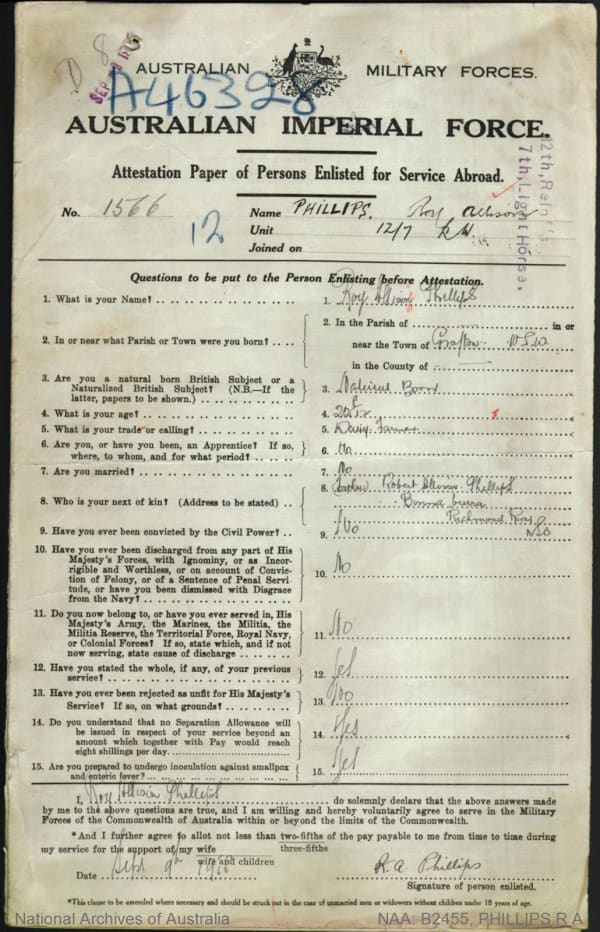 D 8
SEP
A46328
AUSTRALIAN MILITARY FORCES.
AUSTRALIAN IMPERIAL FORCE.
Attestation Paper of Persons Enlisted for Service Abroad.
12th, Rein
7th, Light Horse.
No. 1566 Name PHILLIPS, Roy Allison
12 Unit 12/7 L.H.
Joined on
Questions to be put to the Person Enlisting before Attestation.
1. What is your Name? 1. Roy Allison Phillips
2. In or near what Parish or Town were you born? 2. In the Parish of in or
near the Town of Grafton NSW
in the County of
3. Are you a natural born British Subject or a
Naturalized British Subject? (N.B.—If the
latter, papers to be shown.) 3. Natural Born
4. What is your age? 4. 22
5. What is your trade or calling? 5. Dairy Farmer
6. Are you, or have you been, an Apprentice? If so,
where, to whom, and for what period? 6. No
7. Are you married? 7. No
8. Who is your next of kin? (Address to be stated) 8. Father Robert Phillips
Richmond River
NSW
9. Have you ever been convicted by the Civil Power? 9. No
10. Have you ever been discharged from any part of His
Majesty's Forces, with Ignominy, or as Incor-
rigible and Worthless, or on account of Convic-
tion of Felony, or of a Sentence of Penal Servi-
tude, or have you been dismissed with Disgrace
from the Navy? 10. No
11. Do you now belong to, or have you ever served in, His
Majesty's Army, the Marines, the Militia, the
Militia Reserve, the Territorial Force, Royal Navy,
or Colonial Forces? If so, state which, and if not
now serving, state cause of discharge 11. No
12. Have you stated the whole, if any, of your previous
service? 12. Yes
13. Have you ever been rejected as unfit for His Majesty's
Service? If so, on what grounds? 13. No
14. Do you understand that no Separation Allowance will
be issued in respect of your service beyond an
amount which together with Pay would reach
eight shillings per day. 14. Yes
15. Are you prepared to undergo inoculation against smallpox
and enteric fever? 15. Yes
I, Roy Allison Phillips do solemnly declare that the above answers made
by me to the above questions are true, and I am willing and hereby voluntarily agree to serve in the Military
Forces of the Commonwealth of Australia within or beyond the limits of the Commonwealth.
*And I further agree to allot not less than two-fifths of the pay payable to me from time to time during
three-fifths
my service for the support of my wife
wife and children
Date Sept 9th R.A. Phillips
Signature of person enlisted.
*This clause to be amended where necessary and should be struck out in the case of unmarried men or widowers without children under 18 years of age.
National Archives of Australia NAA: B2455, PHILLIPS R A